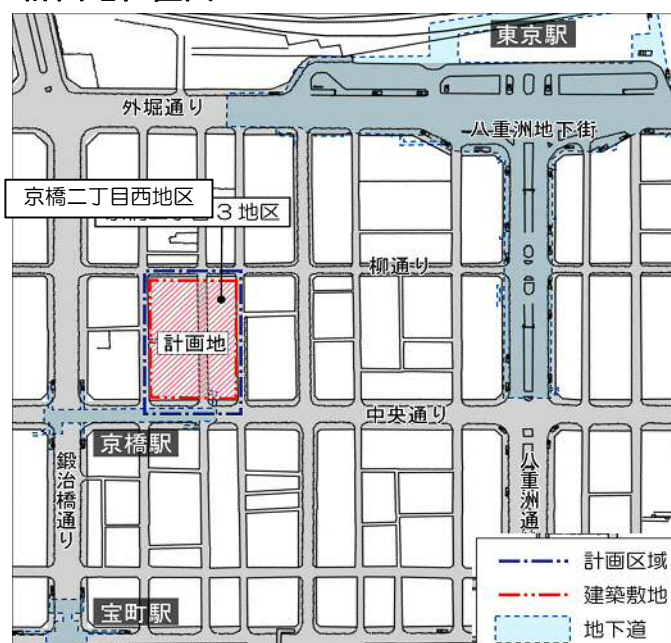 東京駅
外堀通り
八重洲地下街
京橋二丁目西地区
3地区
柳通り
計画地
中央通り
京橋駅
鍛治橋通り
八重洲通
計画区域
建築敷地
宝町駅
地下道